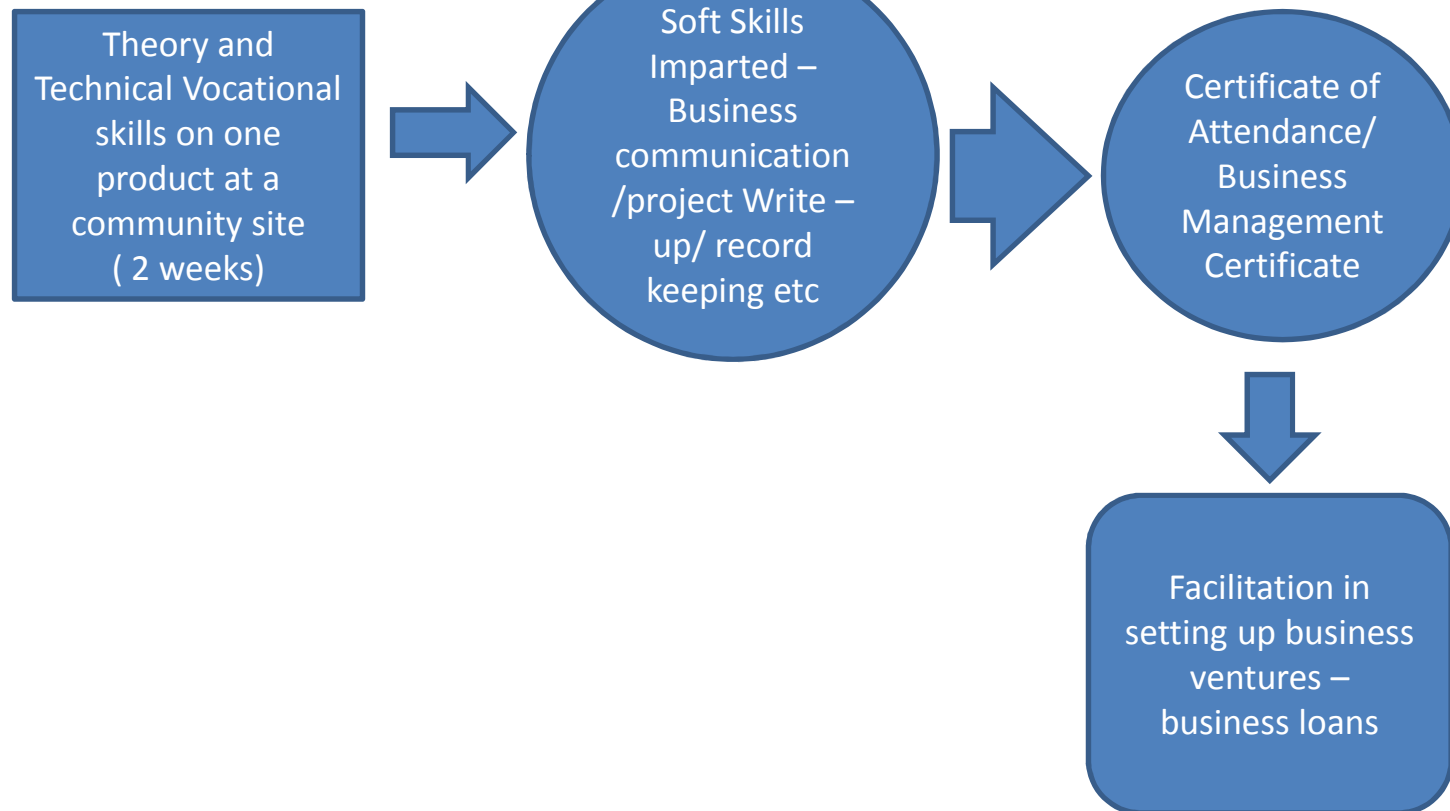 Theory and
Technical Vocational
skills on one
product at a
community site
( 2 weeks)
Soft Skills
Imparted –
Business
communication
/project Write –
up/ record
keeping etc
Certificate of
Attendance/
Business
Management
Certificate
Facilitation in
setting up business
ventures –
business loans